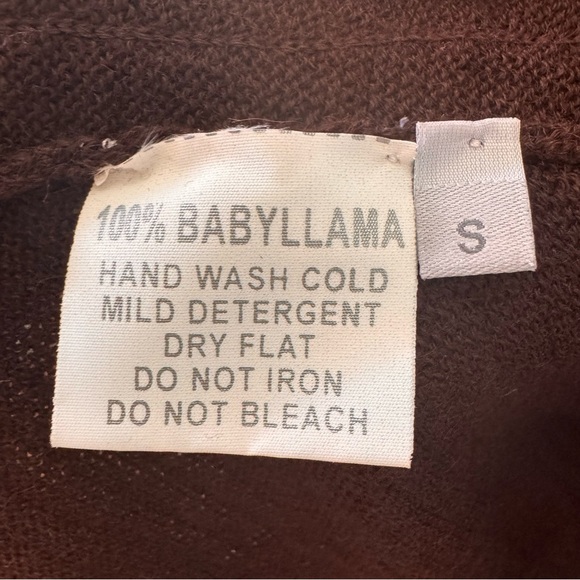 100% BABYLLAMA
HAND WASH COLD
MILD DETERGENT
DRY FLAT
DO NOT IRON
DO NOT BLEACH
S